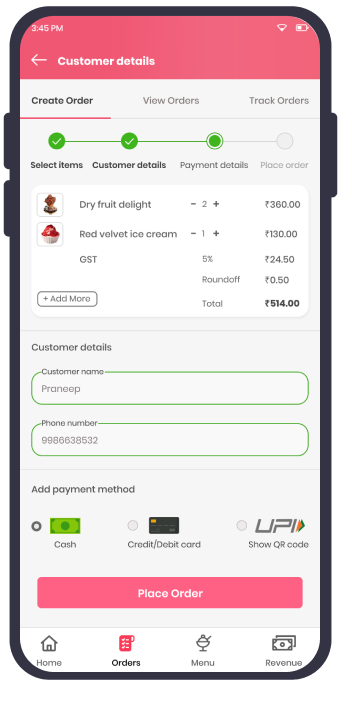 3:45 PM
Customer details
Create Order View Orders Track Orders
Select items Customer details Payment details Place order
Dry fruit delight - 2 + ₹360.00
Red velvet ice cream - 1 + ₹130.00
GST 5% ₹24.50
Roundoff ₹0.50
+ Add More Total ₹514.00
Customer details
Customer name
Praneep
Phone number
9986638532
Add payment method
UPI
Cash Credit/Debit card Show QR code
Place Order
Home Orders Menu Revenue